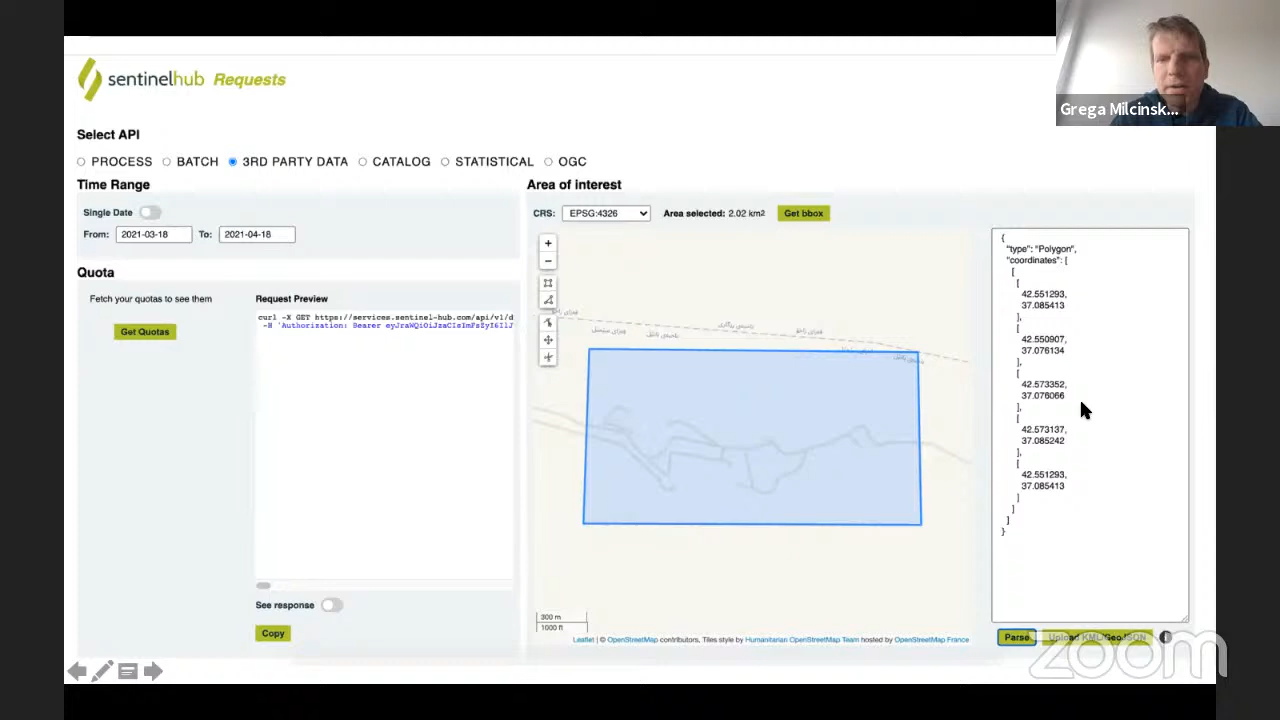 sentinelhub Requests
Grega Milcinsk...
Select API
PROCESS BATCH 3RD PARTY DATA CATALOG STATISTICAL OGC
Time Range
Single Date
From: 2021-03-18 To: 2021-04-18
Quota
Fetch your quotas to see them
Get Quotas
Request Preview
curl -X GET https://services.sentinel-hub.com/api/v1/d
See response
Copy
Area of interest
CRS: EPSG:4326 Area selected: 2.02 km2 Get bbox
+
−
300 m
1000 ft
Leaflet | © OpenStreetMap contributors, Tiles style by Humanitarian OpenStreetMap Team hosted by OpenStreetMap France
{
"type": "Polygon",
"coordinates": [
[
[
42.551293,
37.085413
],
[
42.550907,
37.076134
],
[
42.573352,
37.076066
],
[
42.573137,
37.085242
],
[
42.551293,
37.085413
]
]
]
}
Parse Upload KML/GeoJSON
zoom